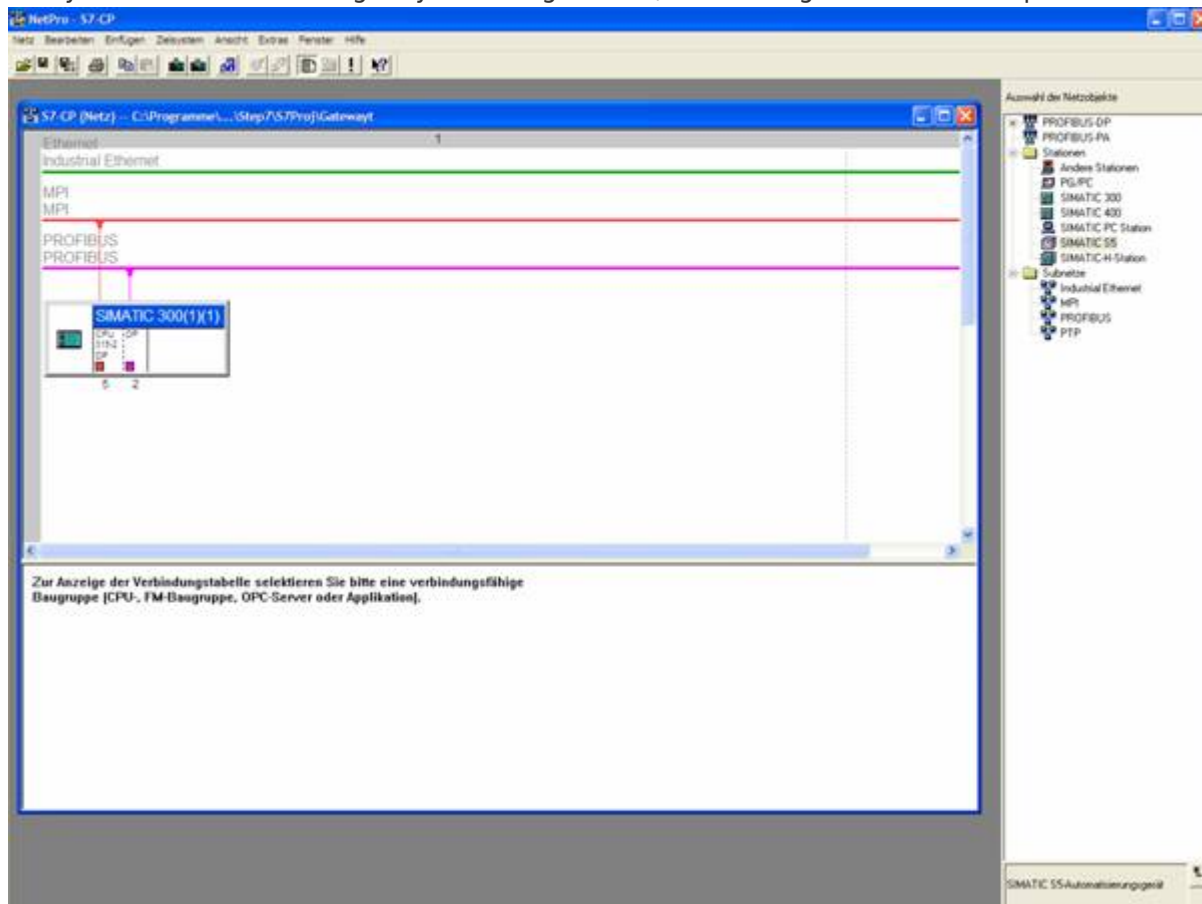 NetPro - S7-CP
Netz Bearbeiten Einfügen Zielsystem Ansicht Extras Fenster Hilfe
S7-CP (Netz) -- C:\Programme\...\Step7\S7Proj\Gatewayt
1
Ethernet
Industrial Ethernet
MPI
MPI
PROFIBUS
PROFIBUS
SIMATIC 300(1)(1)
CPU DP
DP
2
Zur Anzeige der Verbindungstabelle selektieren Sie bitte eine verbindungsfähige
Baugruppe (CPU-, FM-Baugruppe, OPC-Server oder Applikation).
Auswahl der Netzobjekte
PROFIBUS-DP
PROFIBUS-PA
Stationen
Andere Stationen
PG/PC
SIMATIC 300
SIMATIC 400
SIMATIC PC Station
SIMATIC S5
SIMATIC-H-Station
Subnetze
Industrial Ethernet
MPI
PROFIBUS
PTP
SIMATIC S5-Automatisierungsgerät